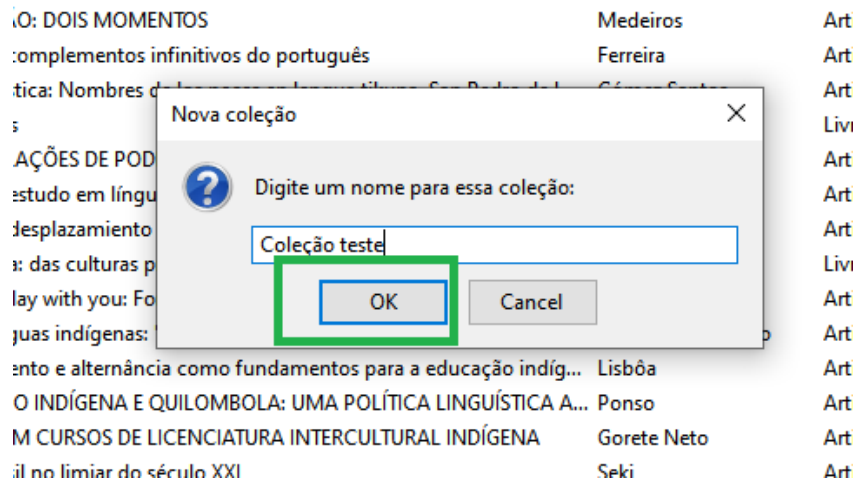 ÃO: DOIS MOMENTOS Medeiros Art
complementos infinitivos do português Ferreira Art
stica: Nombres Art
Nova coleção
s Livr
AÇÕES DE POD Art
estudo em língu Art
Digite um nome para essa coleção:
desplazamiento Art
Coleção teste
a: das culturas p Livr
lay with you: Fo Art
OK Cancel
guas indígenas: Art
ento e alternância como fundamentos para a educação indíg... Lisbôa Art
O INDÍGENA E QUILOMBOLA: UMA POLÍTICA LINGUÍSTICA A... Ponso Art
M CURSOS DE LICENCIATURA INTERCULTURAL INDÍGENA Gorete Neto Art
sil no limiar do século XXI Seki Art